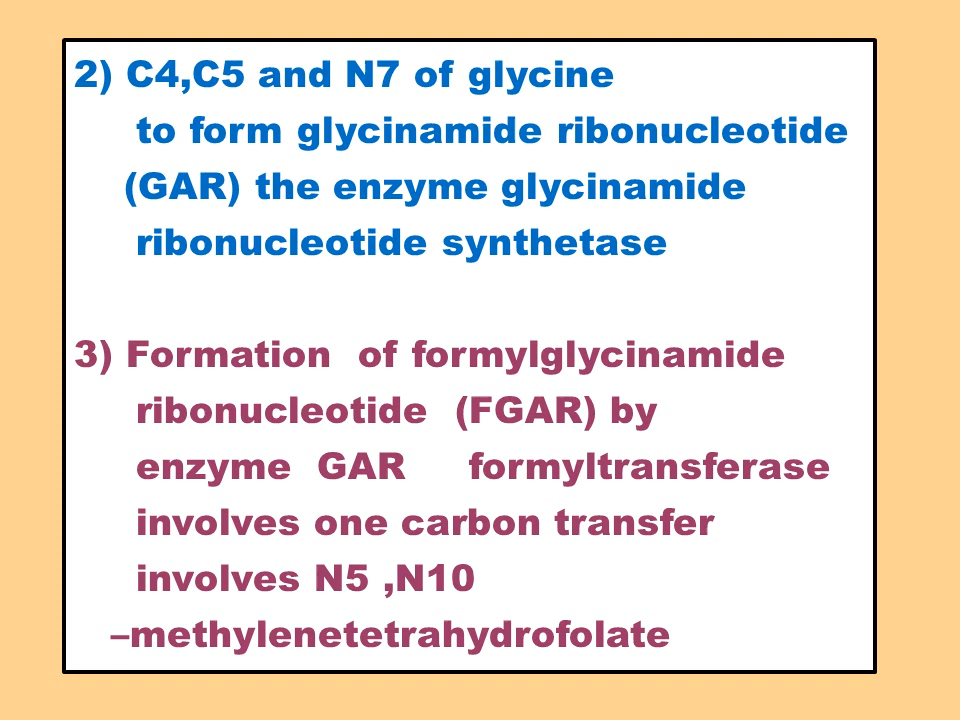 2) C4,C5 and N7 of glycine
to form glycinamide ribonucleotide
(GAR) the enzyme glycinamide
ribonucleotide synthetase
3) Formation of formylglycinamide
ribonucleotide (FGAR) by
enzyme GAR formyltransferase
involves one carbon transfer
involves N5 ,N10
–methylenetetrahydrofolate